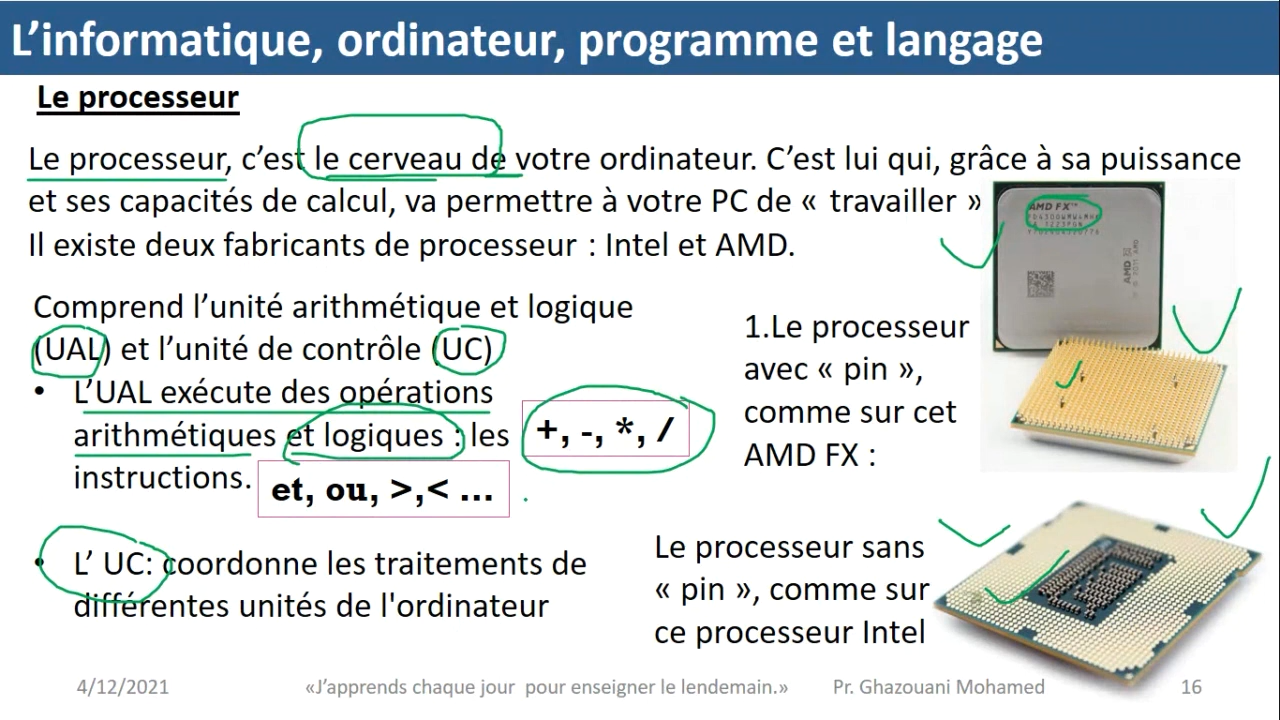 L’informatique, ordinateur, programme et langage
Le processeur
Le processeur, c’est le cerveau de votre ordinateur. C’est lui qui, grâce à sa puissance
et ses capacités de calcul, va permettre à votre PC de « travailler »
Il existe deux fabricants de processeur : Intel et AMD.
Comprend l’unité arithmétique et logique
(UAL) et l’unité de contrôle (UC)
• L’UAL exécute des opérations
arithmétiques et logiques : les
instructions.
+, -, *, /
et, ou, >,< ...
• L’ UC: coordonne les traitements de
différentes unités de l'ordinateur
1.Le processeur
avec « pin »,
comme sur cet
AMD FX :
AMD FX™
AMD
Le processeur sans
« pin », comme sur
ce processeur Intel
4/12/2021
«J’apprends chaque jour pour enseigner le lendemain.»
Pr. Ghazouani Mohamed
16